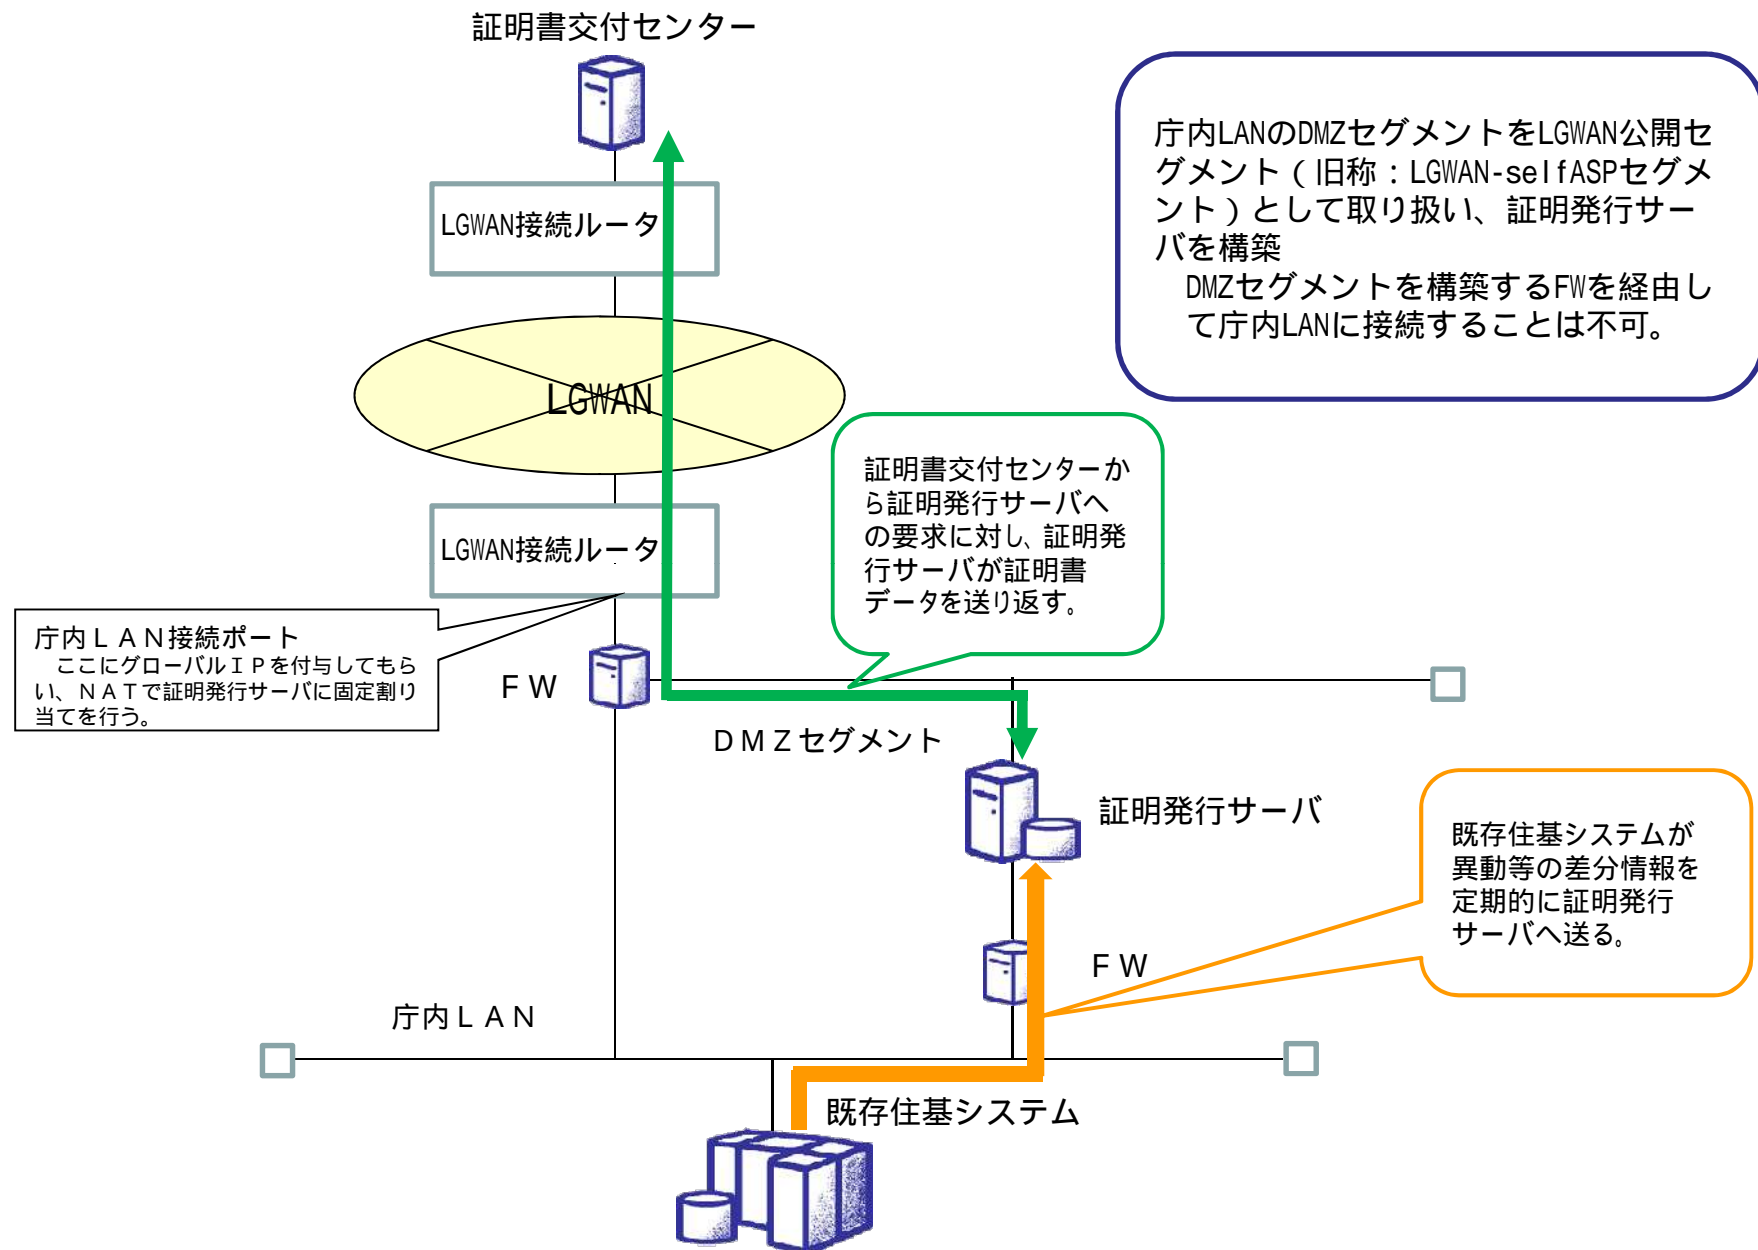 証明書交付センター
庁内LANのDMZセグメントをLGWAN公開セ
グメント(旧称:LGWAN-selfASPセグメ
ント)として取り扱い、証明発行サー
バを構築
DMZセグメントを構築するFWを経由し
て庁内LANに接続することは不可。
LGWAN接続ルータ
LGWAN
証明書交付センターか
ら証明発行サーバへ
の要求に対し、証明発
行サーバが証明書
データを送り返す。
LGWAN接続ルータ
庁内LAN接続ポート
ここにグローバルIPを付与してもら
い、NATで証明発行サーバに固定割り
当てを行う。
FW
DMZセグメント
証明発行サーバ
既存住基システムが
異動等の差分情報を
定期的に証明発行
サーバへ送る。
FW
庁内LAN
既存住基システム